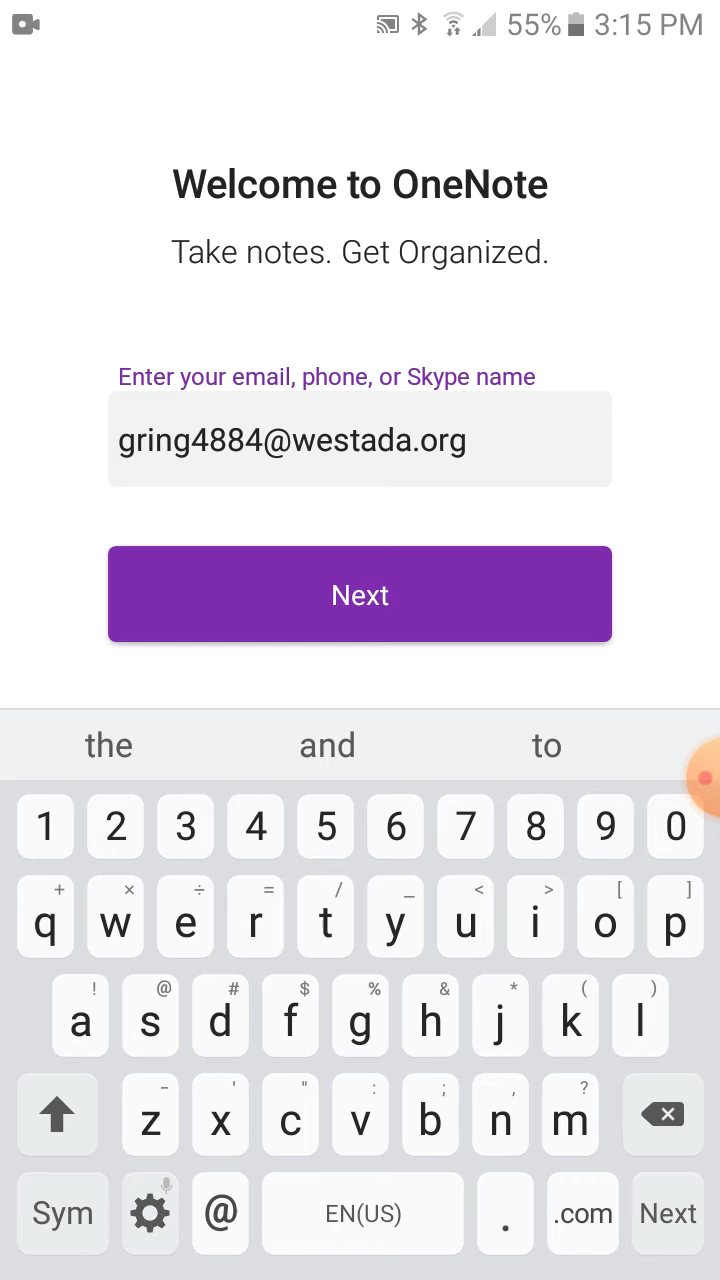 55% 3:15 PM
Welcome to OneNote
Take notes. Get Organized.
Enter your email, phone, or Skype name
gring4884@westada.org
Next
the and to
1 2 3 4 5 6 7 8 9 0
+ × ÷ = / _ < > [ ]
q w e r t y u i o p
! @ # $ % & * ( )
a s d f g h j k l
- ' " : ; , ?
z x c v b n m
Sym @ EN(US) . .com Next